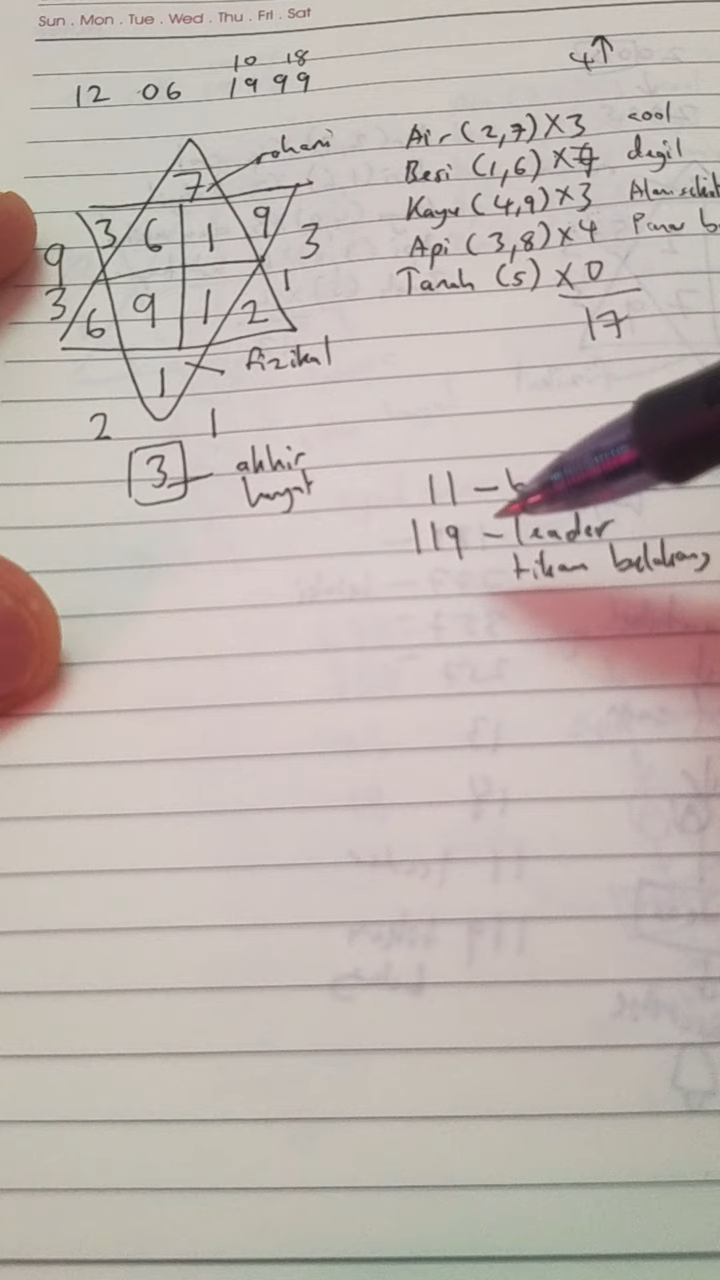 Sun . Mon . Tue . Wed . Thu . Fri . Sat
10 18
12 06 1999
4↑
7 rohani
3 6 1 9
9 3
3 1
6 9 1 2
1 fizikal
2 1
3 akhir hayat
Air (2,7) X 3 cool
Besi (1,6) X degil
Kayu (4,9) X 3
Api (3,8) X 4
Tanah (5) X 0
17
11 -
119 - leader
tikam belakang